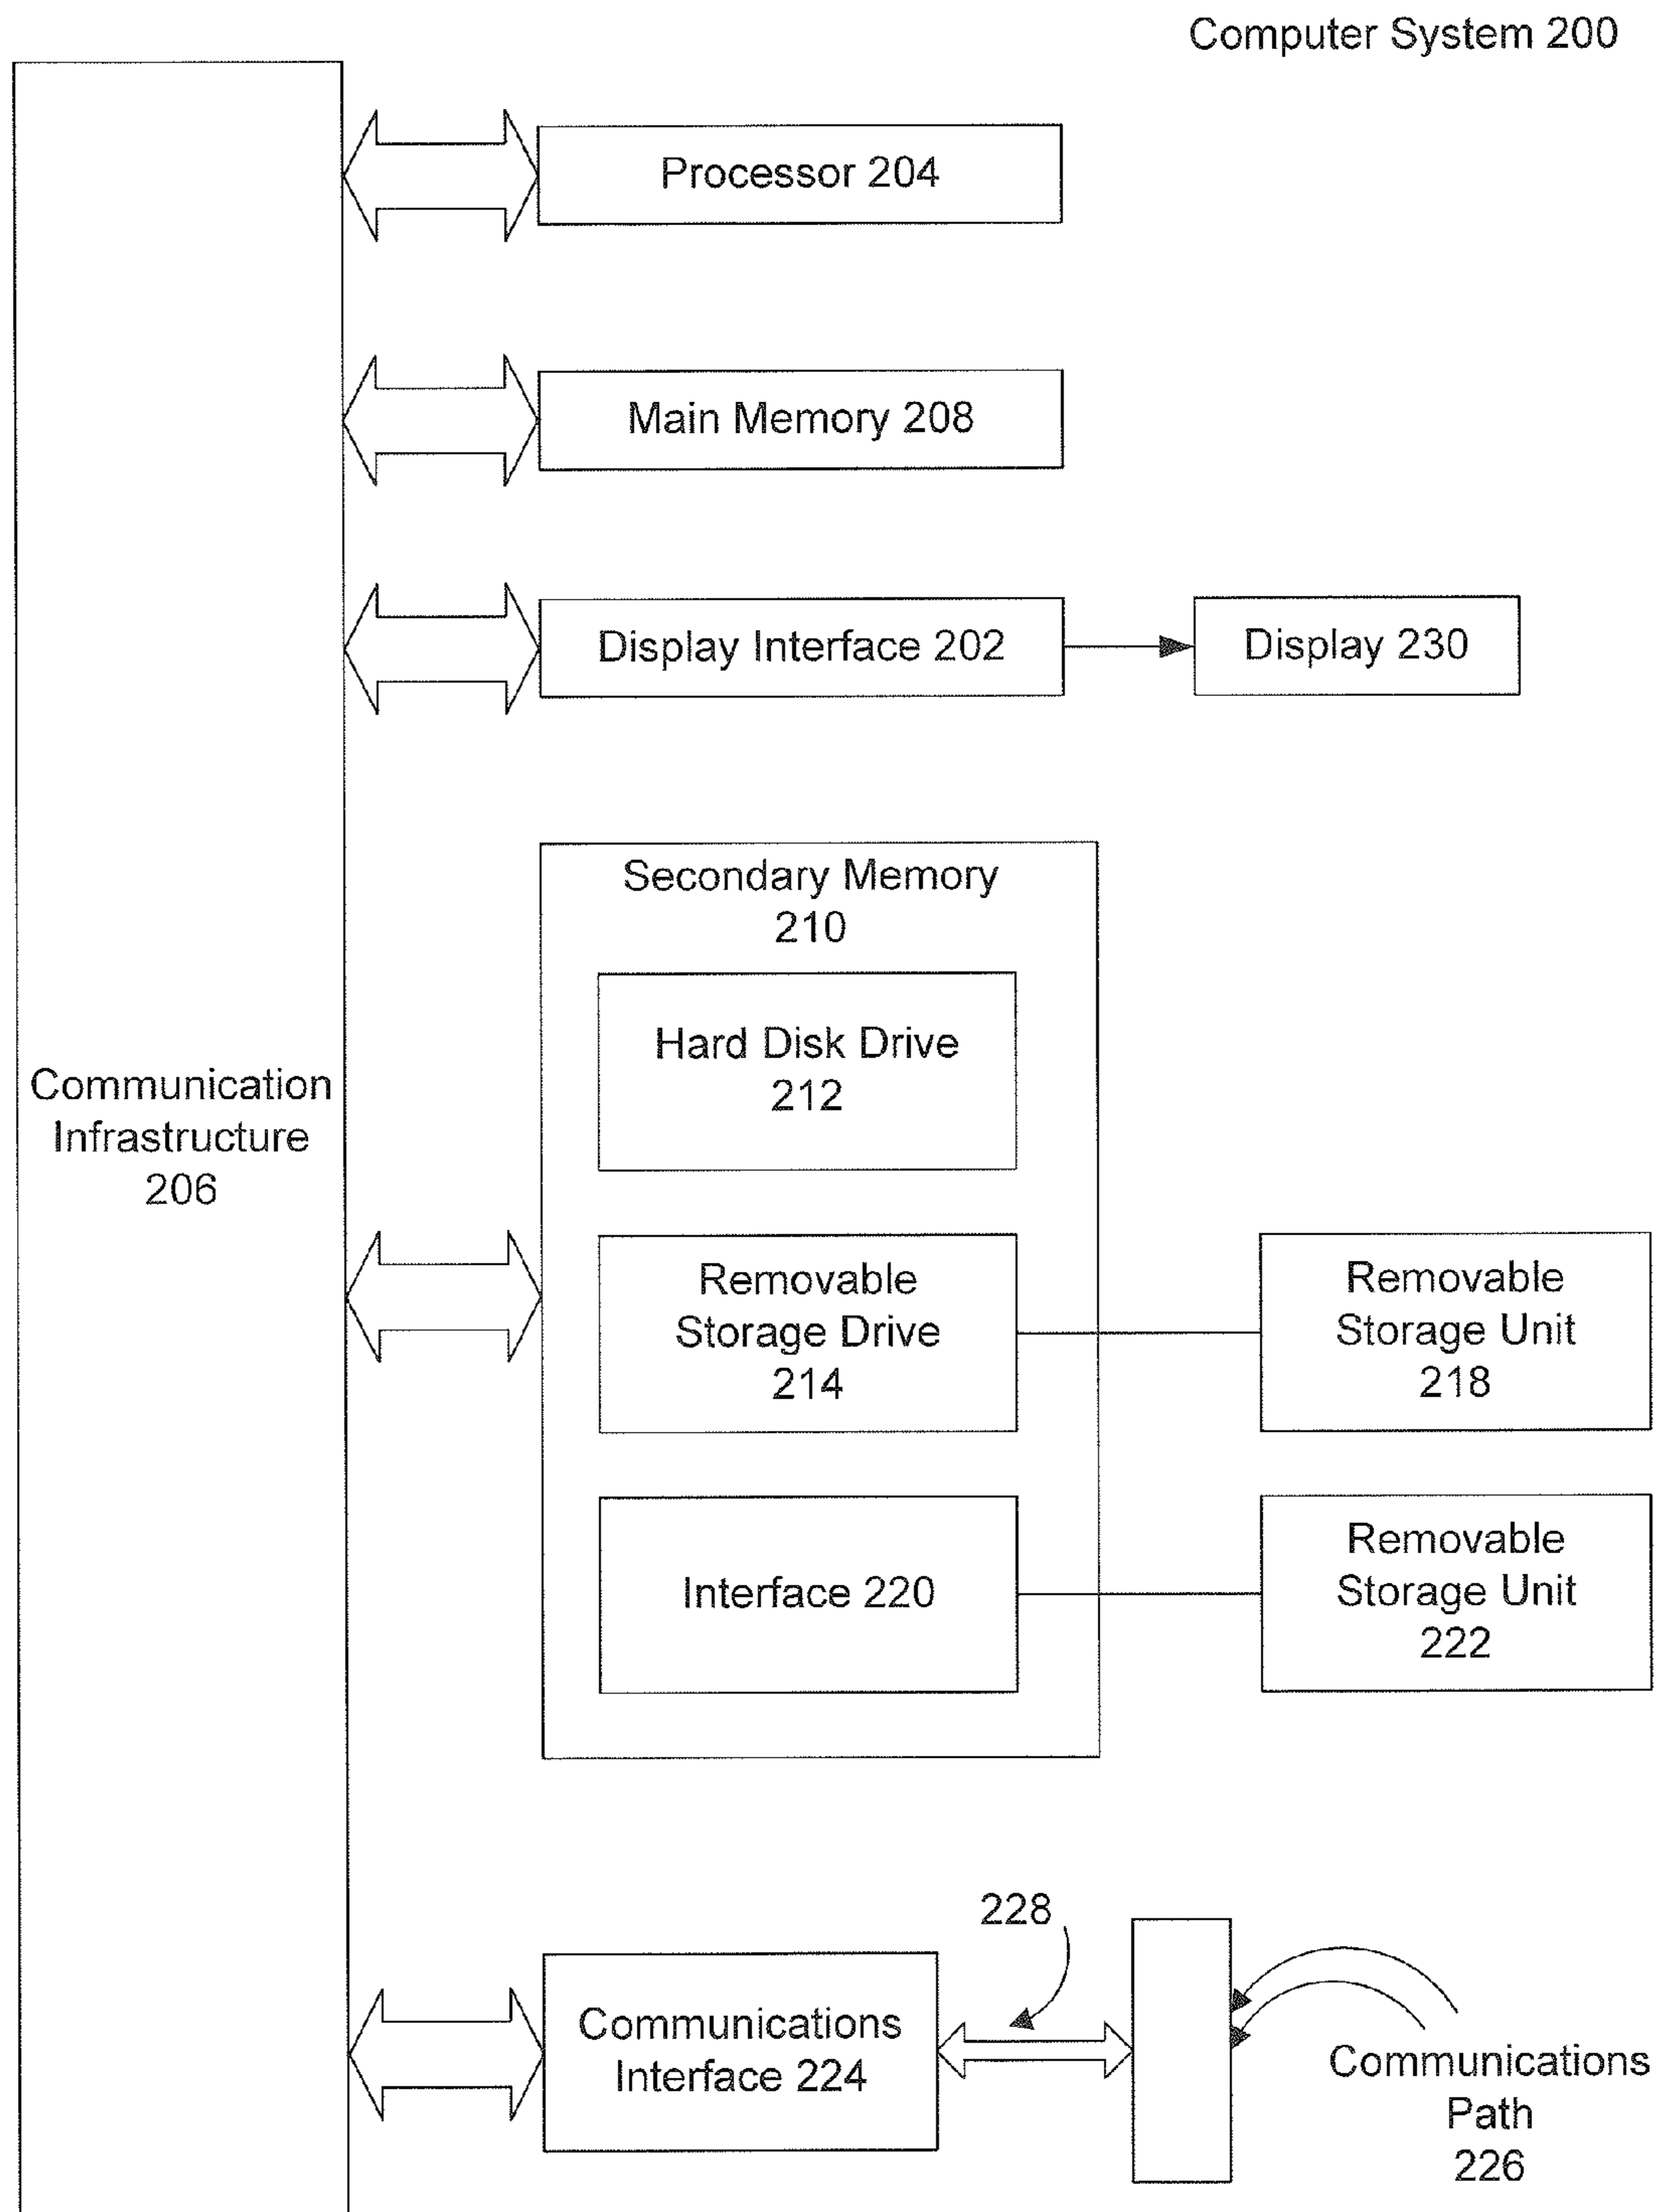 Computer System 200
Processor 204
Main Memory 208
Display Interface 202
Display 230
Secondary Memory
210
Hard Disk Drive
212
Communication
Infrastructure
206
Removable
Storage Drive
214
Removable
Storage Unit
218
Interface 220
Removable
Storage Unit
222
228
Communications
Interface 224
Communications
Path
226